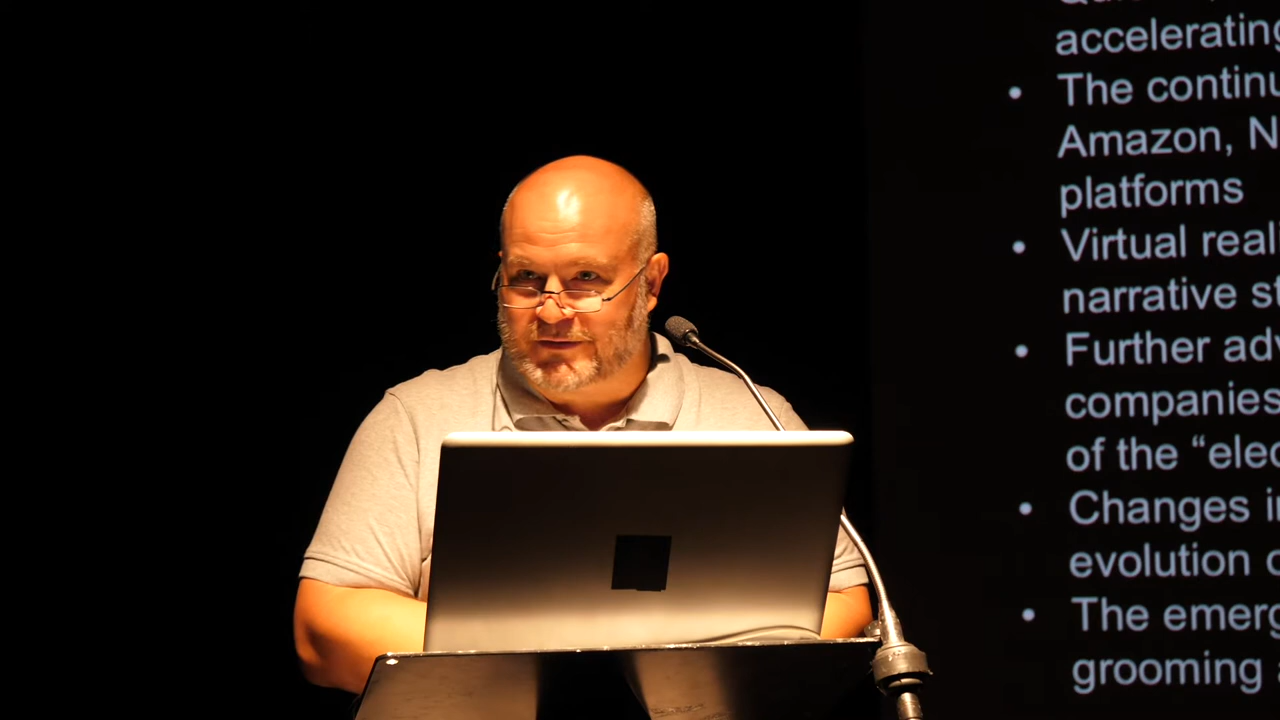 accelerating
• The continu
Amazon, N
platforms
• Virtual reali
narrative st
• Further adv
companies
of the “elec
• Changes i
evolution o
• The emerg
grooming